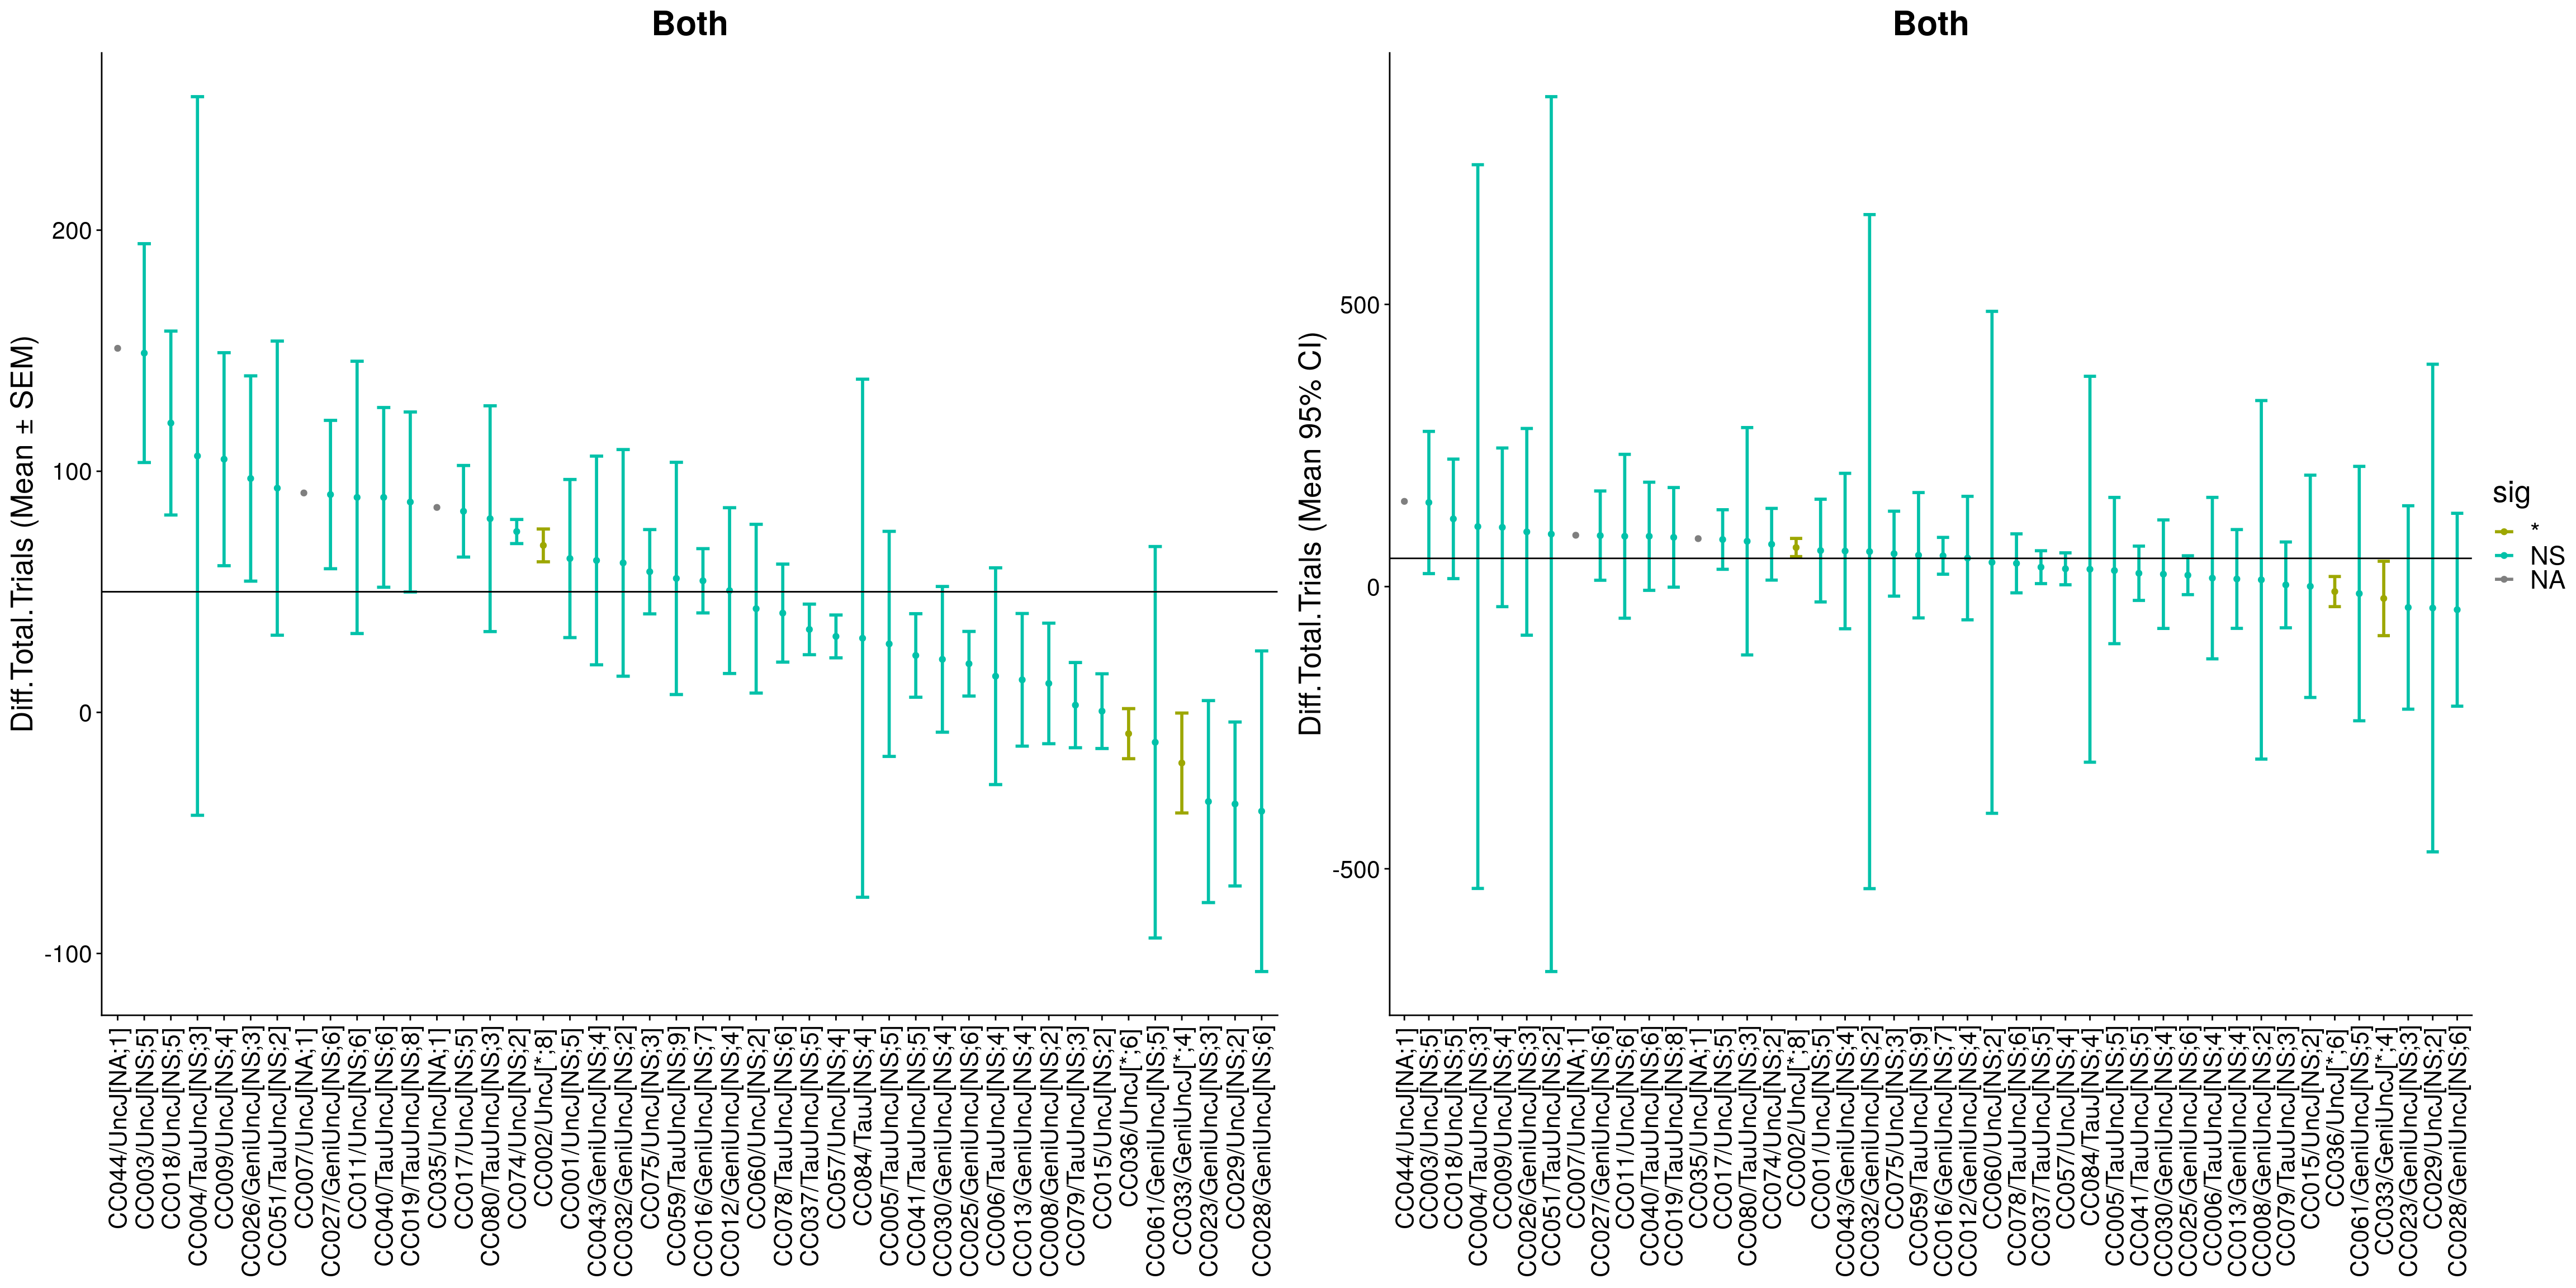 Both
Diff.Total.Trials (Mean ± SEM)
200
100
0
-100
CC044/UncJ[NA;1]
CC003/UncJ[NS;5]
CC018/UncJ[NS;5]
CC004/TauUncJ[NS;3]
CC009/UncJ[NS;4]
CC026/GeniUncJ[NS;3]
CC051/TauUncJ[NS;2]
CC007/UncJ[NA;1]
CC027/GeniUncJ[NS;6]
CC011/UncJ[NS;6]
CC040/TauUncJ[NS;6]
CC019/TauUncJ[NS;8]
CC035/UncJ[NA;1]
CC017/UncJ[NS;5]
CC080/TauUncJ[NS;3]
CC074/UncJ[NS;2]
CC002/UncJ[*;8]
CC001/UncJ[NS;5]
CC043/GeniUncJ[NS;4]
CC032/GeniUncJ[NS;2]
CC075/UncJ[NS;3]
CC059/TauUncJ[NS;9]
CC016/GeniUncJ[NS;7]
CC012/GeniUncJ[NS;4]
CC060/UncJ[NS;2]
CC078/TauUncJ[NS;6]
CC037/TauUncJ[NS;5]
CC057/UncJ[NS;4]
CC084/TauJ[NS;4]
CC005/TauUncJ[NS;5]
CC041/TauUncJ[NS;5]
CC030/GeniUncJ[NS;4]
CC025/GeniUncJ[NS;6]
CC006/TauUncJ[NS;4]
CC013/GeniUncJ[NS;4]
CC008/GeniUncJ[NS;2]
CC079/TauUncJ[NS;3]
CC015/UncJ[NS;2]
CC036/UncJ[*;6]
CC061/GeniUncJ[NS;5]
CC033/GeniUncJ[*;4]
CC023/GeniUncJ[NS;3]
CC029/UncJ[NS;2]
CC028/GeniUncJ[NS;6]
Both
Diff.Total.Trials (Mean 95% CI)
500
0
-500
CC044/UncJ[NA;1]
CC003/UncJ[NS;5]
CC018/UncJ[NS;5]
CC004/TauUncJ[NS;3]
CC009/UncJ[NS;4]
CC026/GeniUncJ[NS;3]
CC051/TauUncJ[NS;2]
CC007/UncJ[NA;1]
CC027/GeniUncJ[NS;6]
CC011/UncJ[NS;6]
CC040/TauUncJ[NS;6]
CC019/TauUncJ[NS;8]
CC035/UncJ[NA;1]
CC017/UncJ[NS;5]
CC080/TauUncJ[NS;3]
CC074/UncJ[NS;2]
CC002/UncJ[*;8]
CC001/UncJ[NS;5]
CC043/GeniUncJ[NS;4]
CC032/GeniUncJ[NS;2]
CC075/UncJ[NS;3]
CC059/TauUncJ[NS;9]
CC016/GeniUncJ[NS;7]
CC012/GeniUncJ[NS;4]
CC060/UncJ[NS;2]
CC078/TauUncJ[NS;6]
CC037/TauUncJ[NS;5]
CC057/UncJ[NS;4]
CC084/TauJ[NS;4]
CC005/TauUncJ[NS;5]
CC041/TauUncJ[NS;5]
CC030/GeniUncJ[NS;4]
CC025/GeniUncJ[NS;6]
CC006/TauUncJ[NS;4]
CC013/GeniUncJ[NS;4]
CC008/GeniUncJ[NS;2]
CC079/TauUncJ[NS;3]
CC015/UncJ[NS;2]
CC036/UncJ[*;6]
CC061/GeniUncJ[NS;5]
CC033/GeniUncJ[*;4]
CC023/GeniUncJ[NS;3]
CC029/UncJ[NS;2]
CC028/GeniUncJ[NS;6]
sig
*
NS
NA